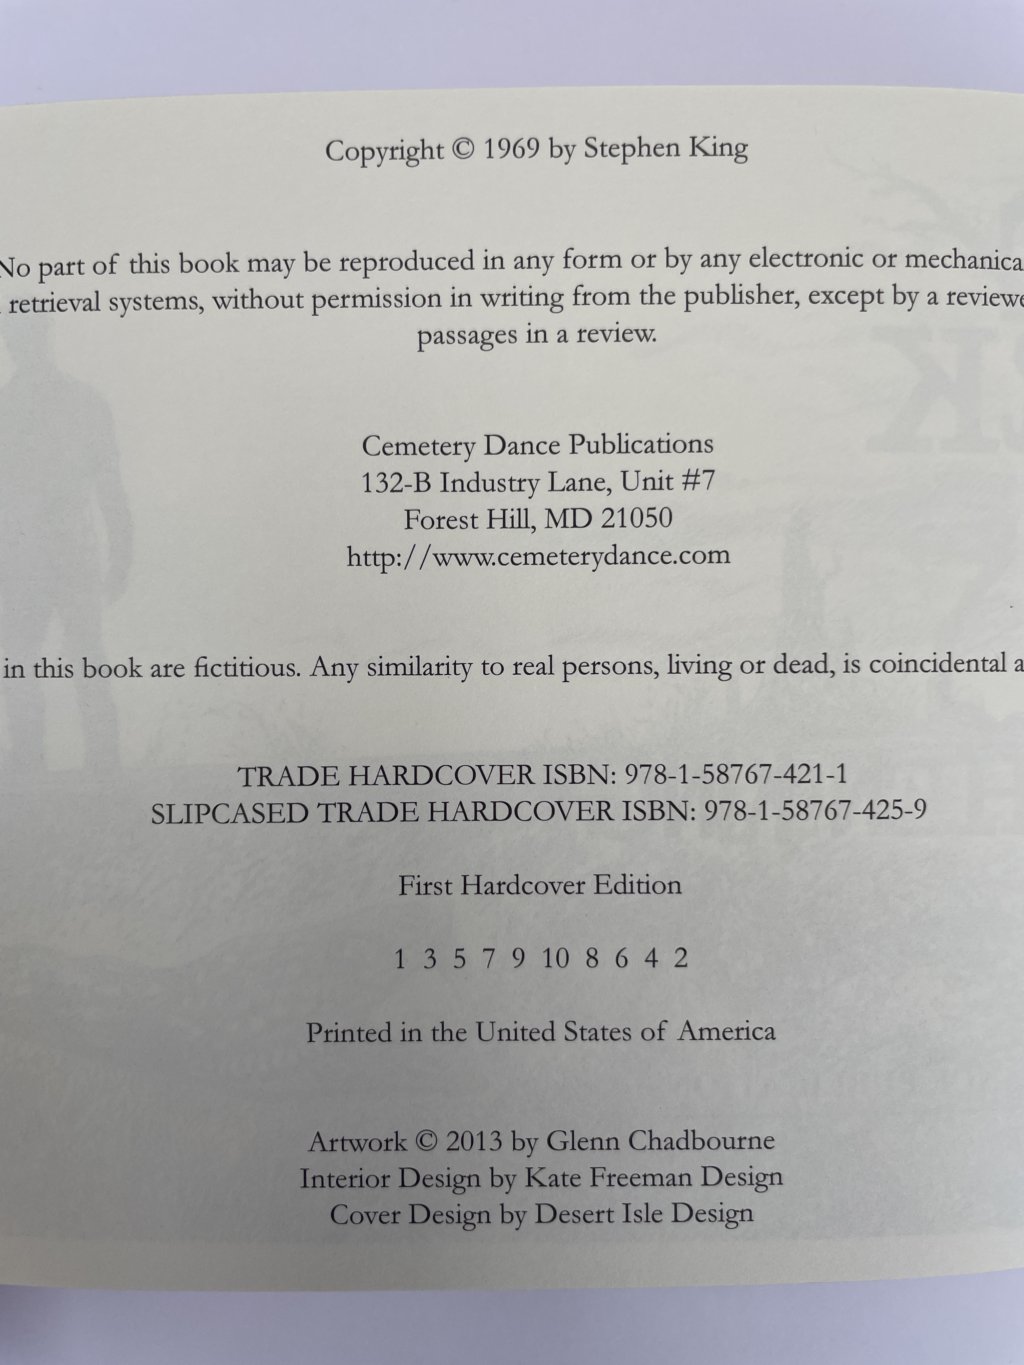 Copyright © 1969 by Stephen King
No part of this book may be reproduced in any form or by any electronic or mechanica
retrieval systems, without permission in writing from the publisher, except by a reviewe
passages in a review.
Cemetery Dance Publications
132-B Industry Lane, Unit #7
Forest Hill, MD 21050
http://www.cemeterydance.com
in this book are fictitious. Any similarity to real persons, living or dead, is coincidental a
TRADE HARDCOVER ISBN: 978-1-58767-421-1
SLIPCASED TRADE HARDCOVER ISBN: 978-1-58767-425-9
First Hardcover Edition
1 3 5 7 9 10 8 6 4 2
Printed in the United States of America
Artwork © 2013 by Glenn Chadbourne
Interior Design by Kate Freeman Design
Cover Design by Desert Isle Design